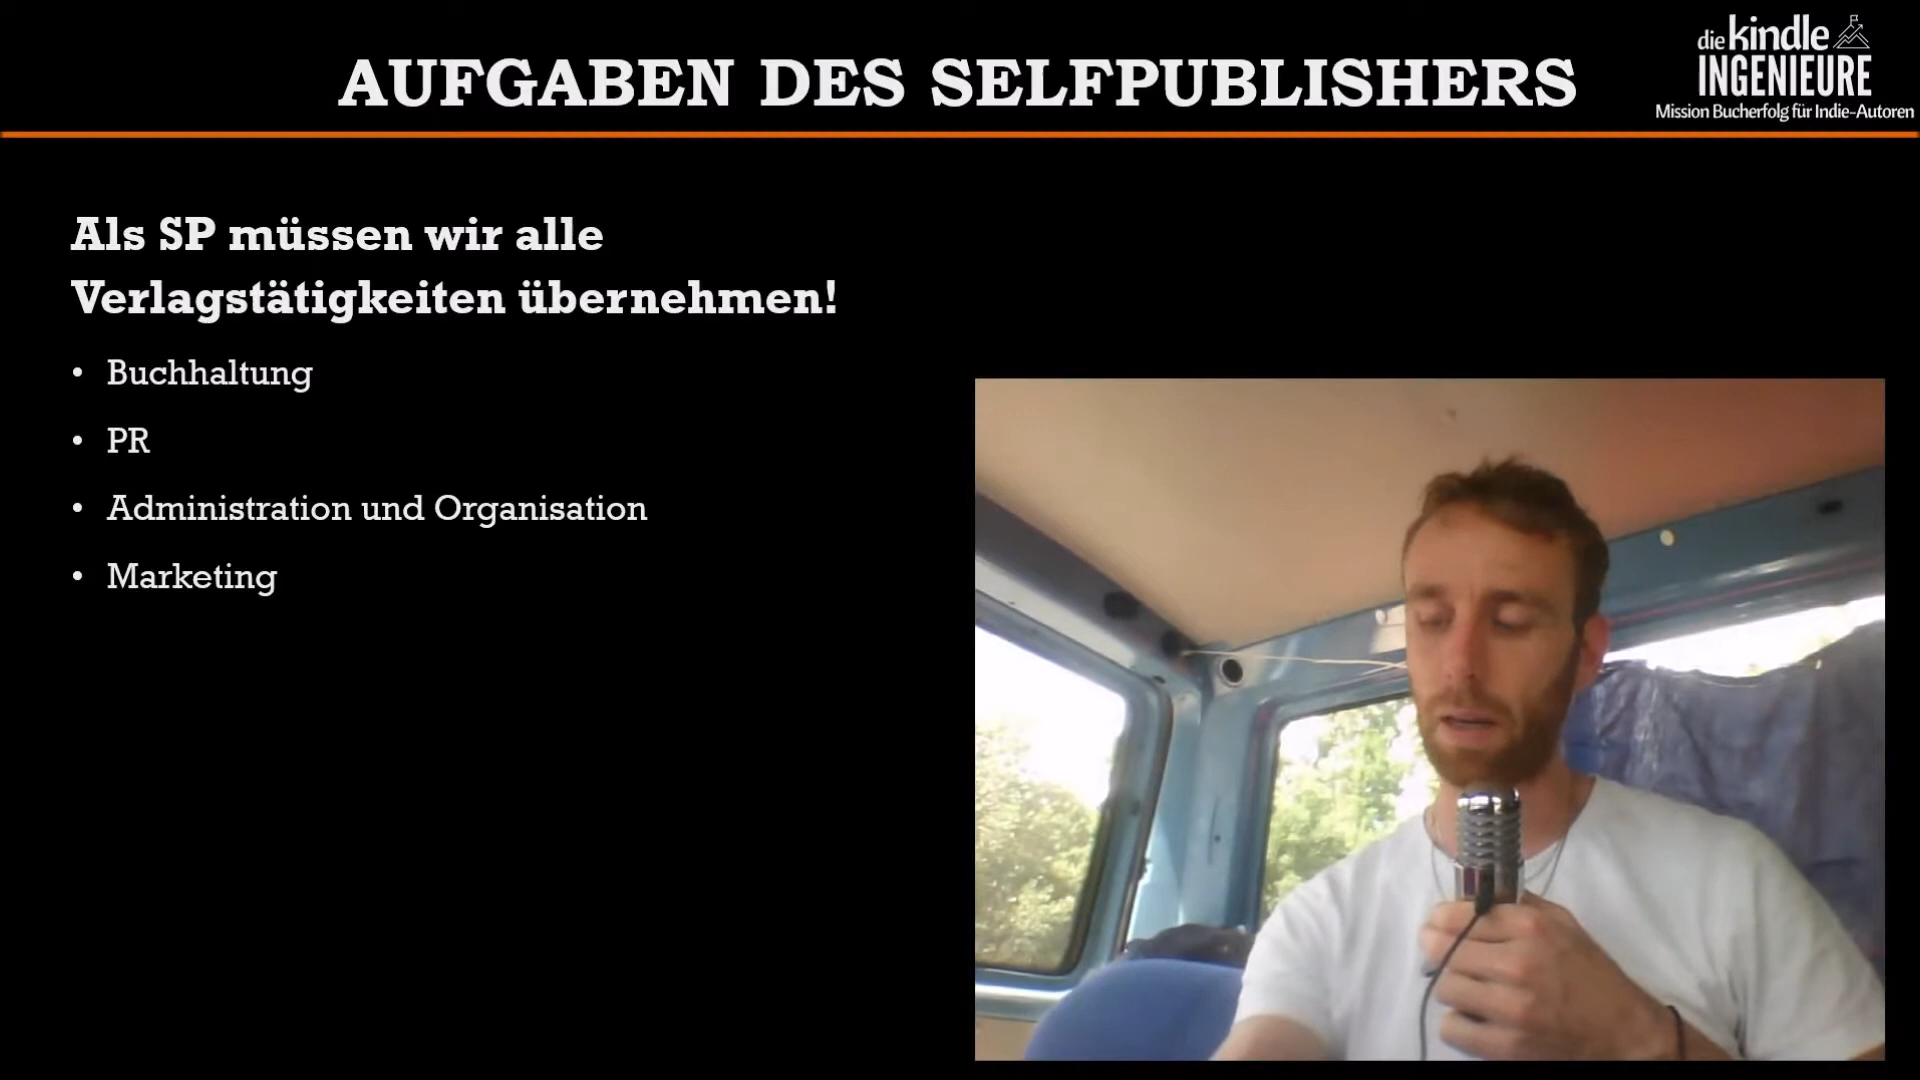 AUFGABEN DES SELFPUBLISHERS
die kindle
INGENIEURE
Mission Bucherfolg für Indie-Autoren
Als SP müssen wir alle
Verlagstätigkeiten übernehmen!
• Buchhaltung
• PR
• Administration und Organisation
• Marketing